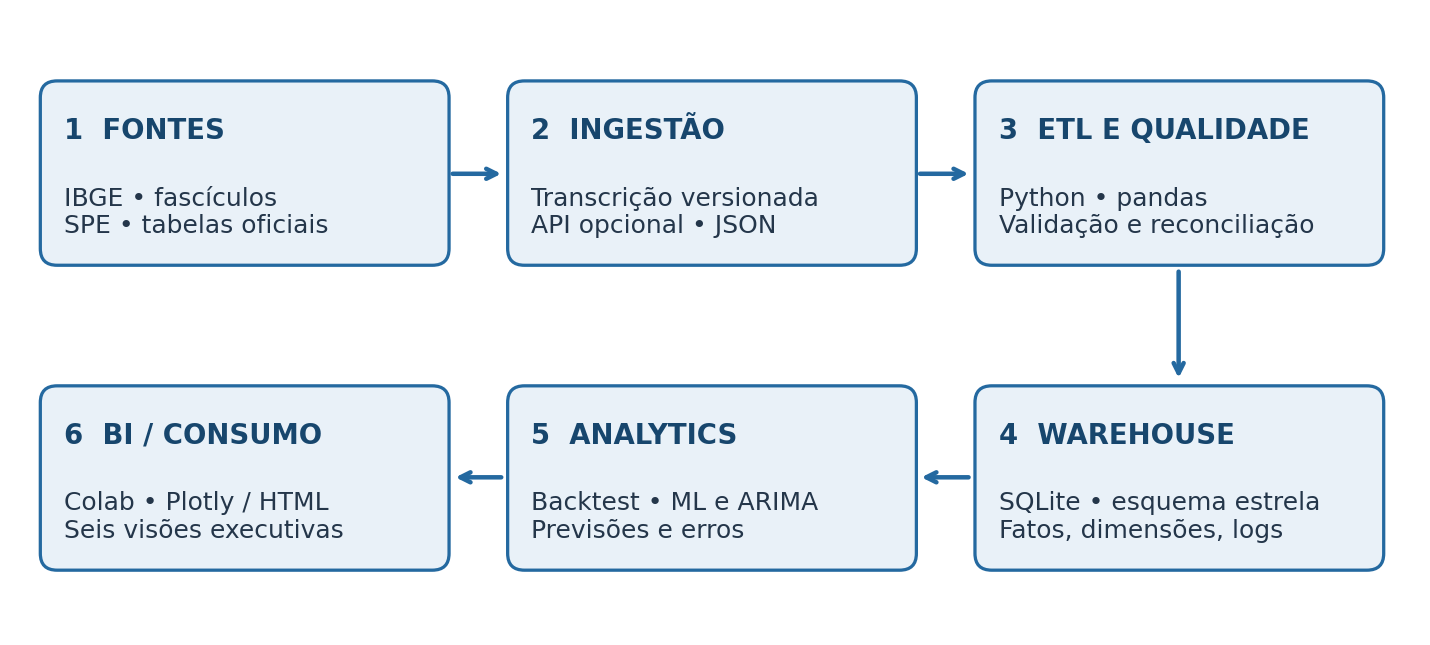 1 FONTES
IBGE • fascículos
SPE • tabelas oficiais
2 INGESTÃO
Transcrição versionada
API opcional • JSON
3 ETL E QUALIDADE
Python • pandas
Validação e reconciliação
4 WAREHOUSE
SQLite • esquema estrela
Fatos, dimensões, logs
5 ANALYTICS
Backtest • ML e ARIMA
Previsões e erros
6 BI / CONSUMO
Colab • Plotly / HTML
Seis visões executivas